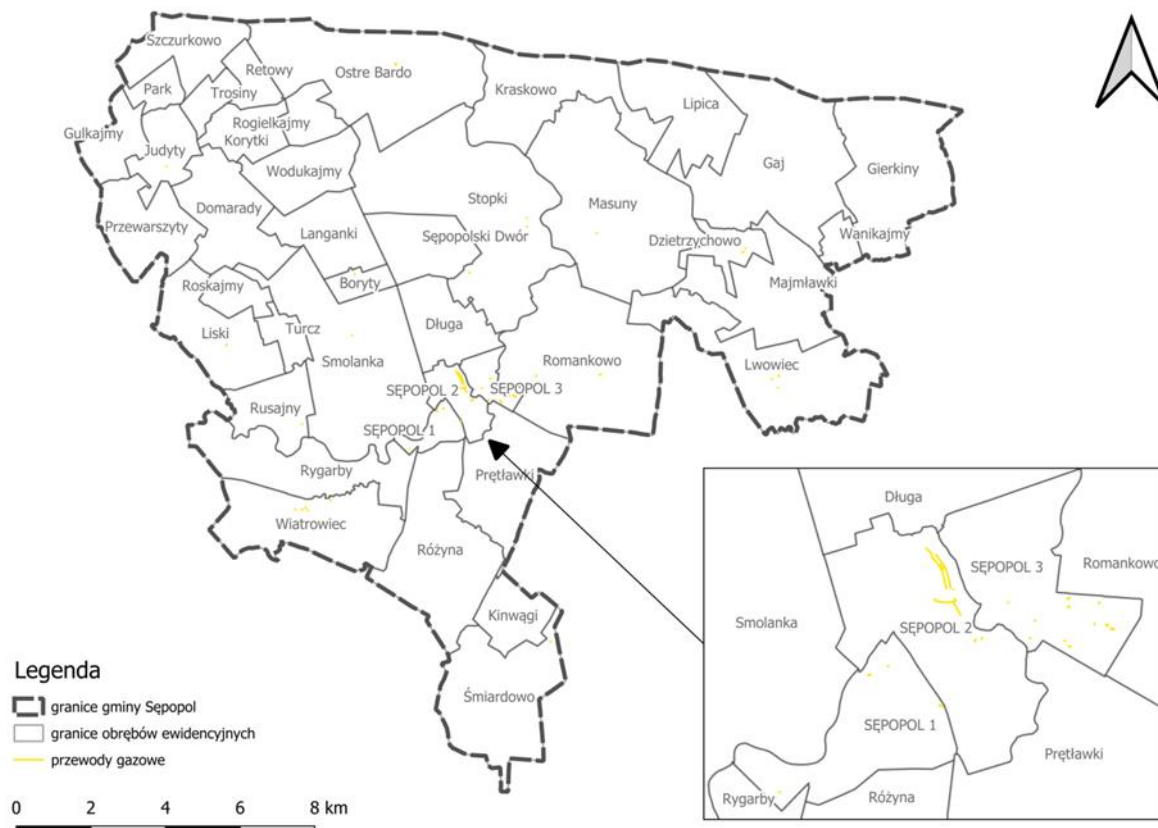 Szczurkowo
Retowy
Ostre Bardo
Park
Trosiny
Kraskowo
Lipica
Gulkajmy
Rogielkajmy
Korytki
Judyty
Wodukajmy
Gaj
Gierkiny
Domarady
Stopki
Masuny
Przewarszyty
Langanki
Sępopolski Dwór
Dzietrzychowo
Wanikajmy
Roskajmy
Boryty
Majmławki
Liski
Turcz
Długa
Smolanka
Romankowo
Lwowiec
SĘPOPOL 2
SĘPOPOL 3
Rusajny
SĘPOPOL 1
Rygarby
Prętławki
Wiatrowiec
Różyna
Kinwągi
Śmiardowo
Długa
SĘPOPOL 3
Romankowo
Smolanka
SĘPOPOL 2
SĘPOPOL 1
Prętławki
Rygarby
Różyna
Legenda
granice gminy Sępopol
granice obrębów ewidencyjnych
przewody gazowe
0 2 4 6 8 km